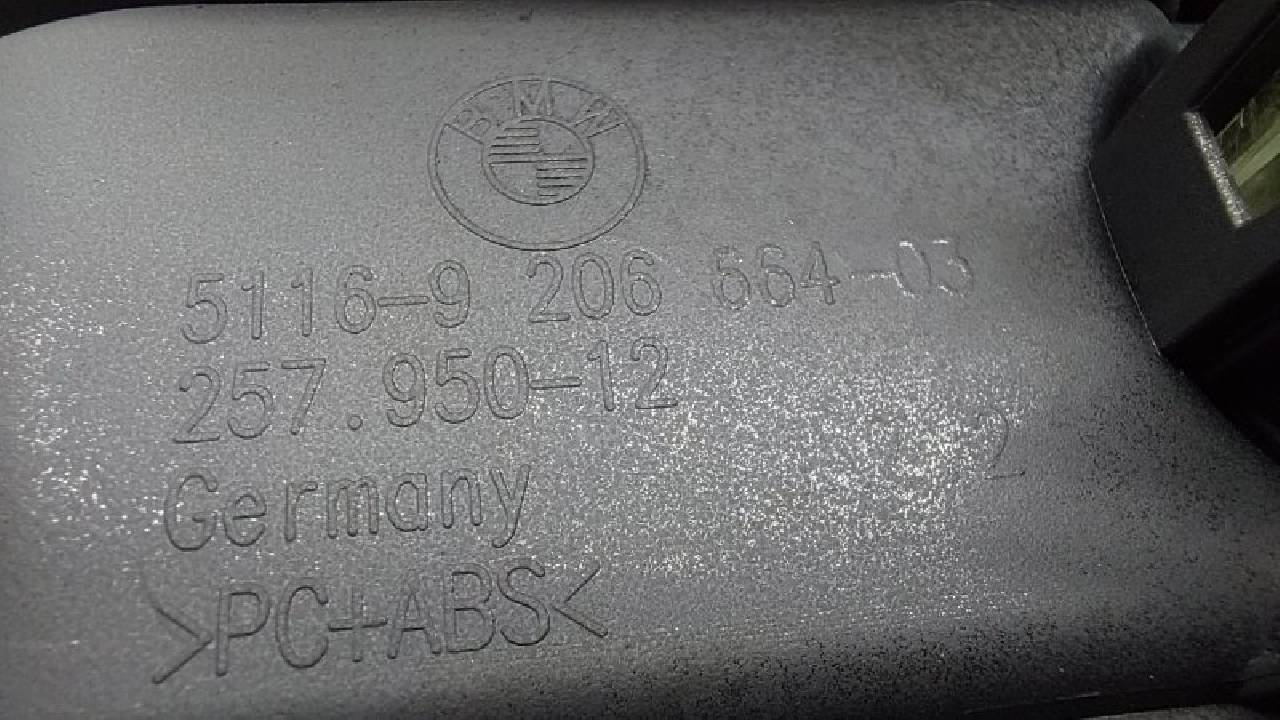 BMW
5116-9 206 664-03
257.950-12
2
Germany
>PC+ABS<